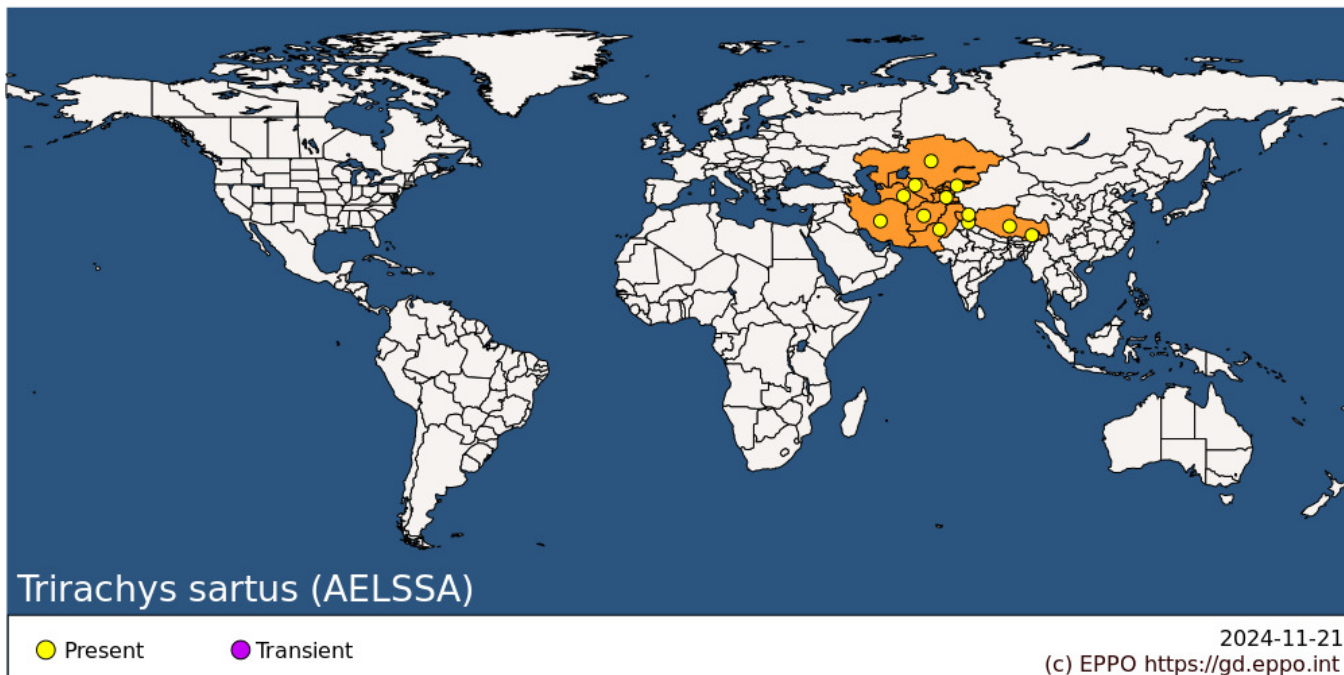 Trirachys sartus (AELSSA)
Present
Transient
2024-11-21
(c) EPPO https://gd.eppo.int